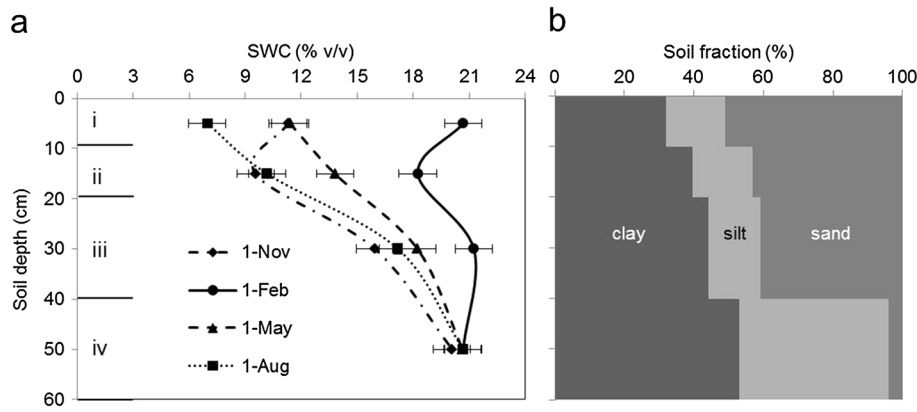 a
SWC (% v/v)
0 3 6 9 12 15 18 21 24
Soil depth (cm)
0
10
20
30
40
50
60
i
ii
iii
iv
1-Nov
1-Feb
1-May
1-Aug
b
Soil fraction (%)
0 20 40 60 80 100
clay silt sand